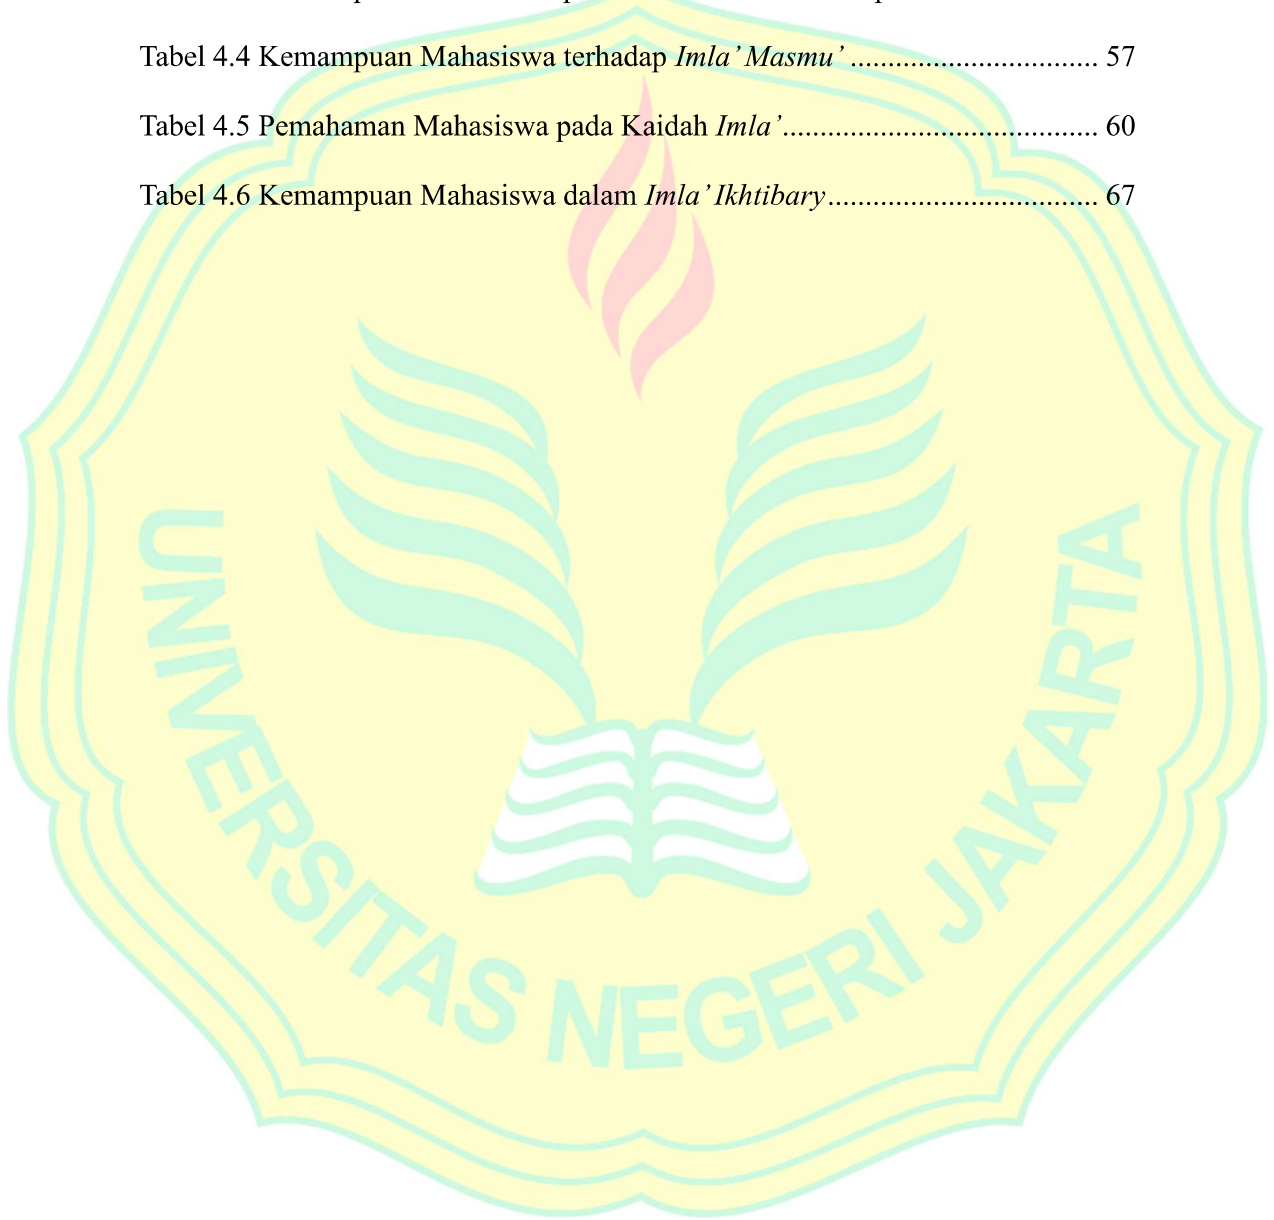 Tabel 4.4 Kemampuan Mahasiswa terhadap Imla’ Masmu’ ................................. 57
Tabel 4.5 Pemahaman Mahasiswa pada Kaidah Imla’.......................................... 60
Tabel 4.6 Kemampuan Mahasiswa dalam Imla’ Ikhtibary.................................... 67
UNIVERSITAS NEGERI JAKARTA